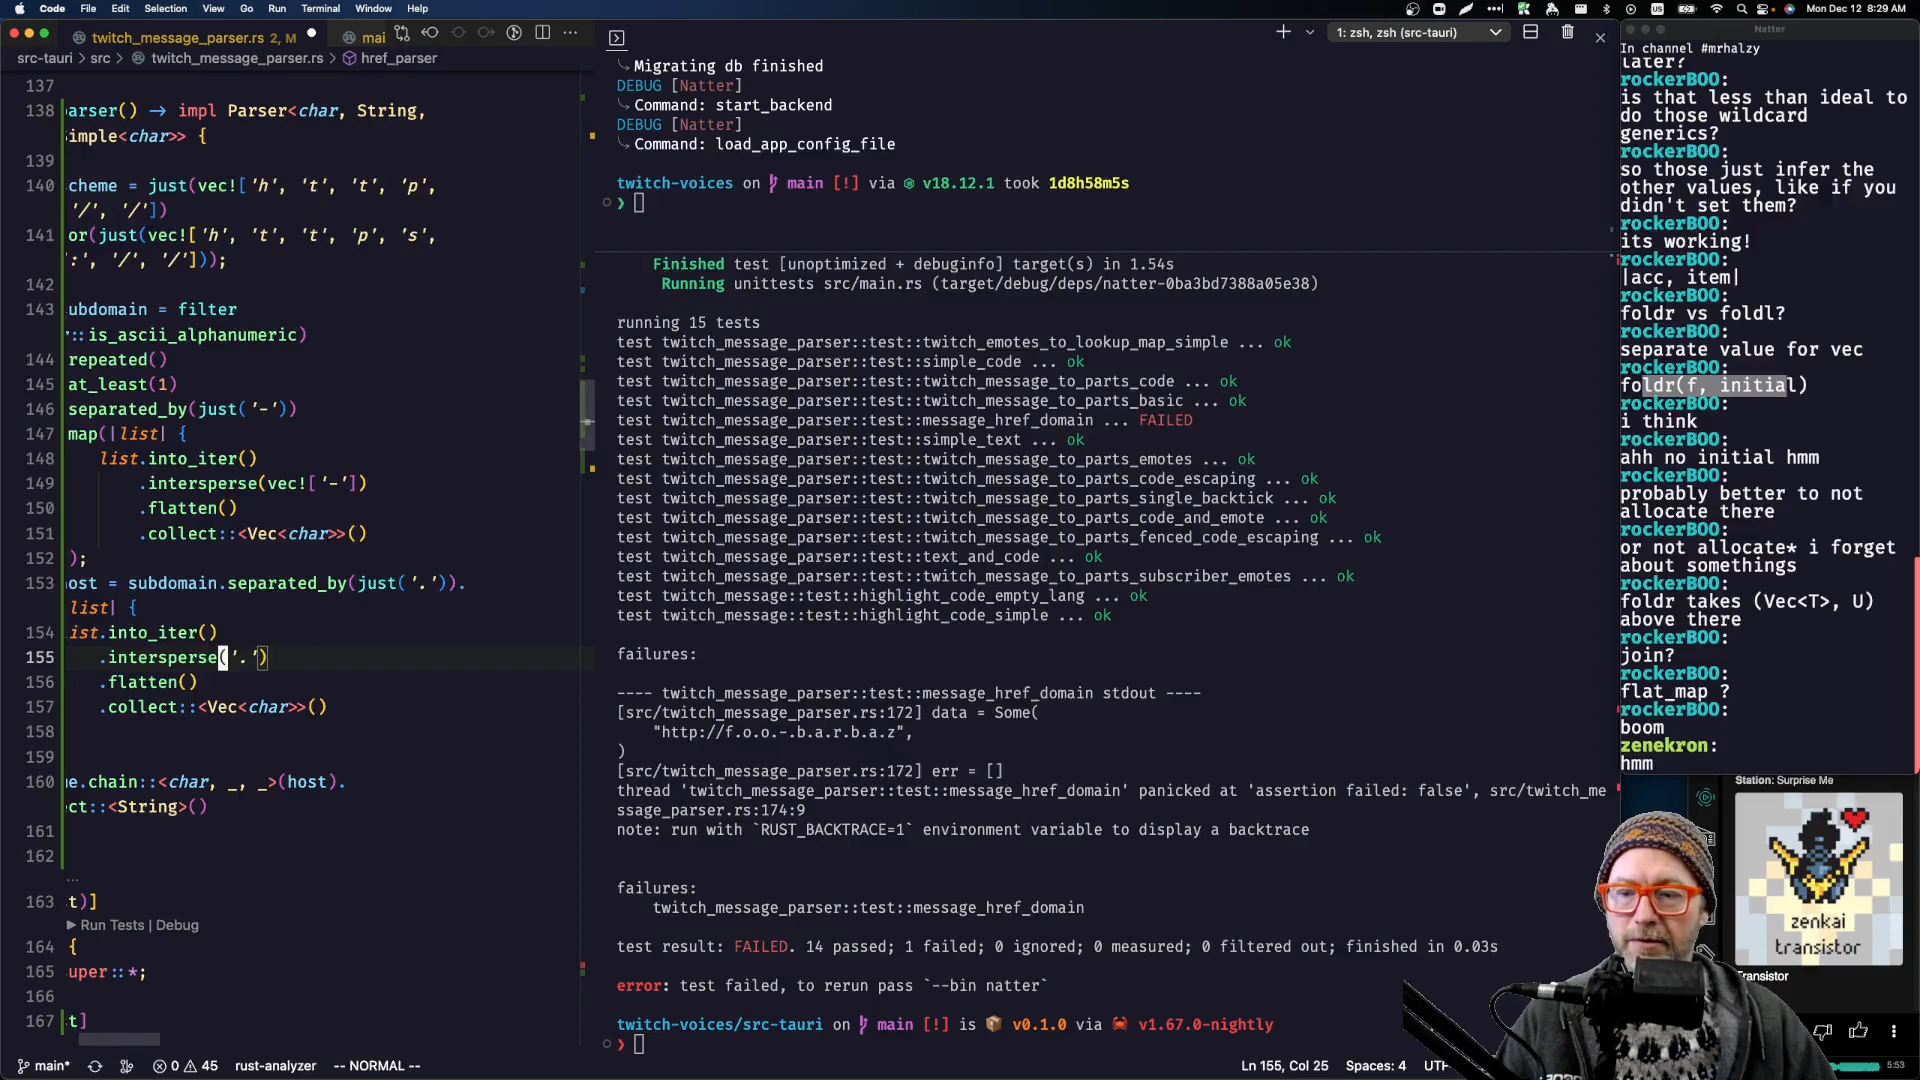 Code File Edit Selection View Go Run Terminal Window Help
Mon Dec 12 8:29 AM
twitch_message_parser.rs 2, M
mai
src-tauri › src › twitch_message_parser.rs › href_parser
137
138 arser() → impl Parser<char, String,
imple<char>> {
139
140 cheme = just(vec!['h', 't', 't', 'p',
'/', '/'])
141 or(just(vec!['h', 't', 't', 'p', 's',
':', '/', '/']));
142
143 ubdomain = filter
::is_ascii_alphanumeric)
144 repeated()
145 at_least(1)
146 separated_by(just('-'))
147 map(|list| {
148 list.into_iter()
149 .intersperse(vec!['-'])
150 .flatten()
151 .collect::<Vec<char>>()
152 );
153 ost = subdomain.separated_by(just('.')).
list| {
154 ist.into_iter()
155 .intersperse('.')
156 .flatten()
157 .collect::<Vec<char>>()
158
159
160 e.chain::<char, _, _>(host).
ct::<String>()
161
162
...
163 t)]
Run Tests | Debug
164 {
165 uper::*;
166
167 t]
main* 0 45 rust-analyzer -- NORMAL --
Ln 155, Col 25 Spaces: 4 UTF
1: zsh, zsh (src-tauri)
Migrating db finished
DEBUG [Natter]
Command: start_backend
DEBUG [Natter]
Command: load_app_config_file
twitch-voices on main [!] via v18.12.1 took 1d8h58m5s
❯
Finished test [unoptimized + debuginfo] target(s) in 1.54s
Running unittests src/main.rs (target/debug/deps/natter-0ba3bd7388a05e38)
running 15 tests
test twitch_message_parser::test::twitch_emotes_to_lookup_map_simple ... ok
test twitch_message_parser::test::simple_code ... ok
test twitch_message_parser::test::twitch_message_to_parts_code ... ok
test twitch_message_parser::test::twitch_message_to_parts_basic ... ok
test twitch_message_parser::test::message_href_domain ... FAILED
test twitch_message_parser::test::simple_text ... ok
test twitch_message_parser::test::twitch_message_to_parts_emotes ... ok
test twitch_message_parser::test::twitch_message_to_parts_code_escaping ... ok
test twitch_message_parser::test::twitch_message_to_parts_single_backtick ... ok
test twitch_message_parser::test::twitch_message_to_parts_code_and_emote ... ok
test twitch_message_parser::test::twitch_message_to_parts_fenced_code_escaping ... ok
test twitch_message_parser::test::text_and_code ... ok
test twitch_message_parser::test::twitch_message_to_parts_subscriber_emotes ... ok
test twitch_message::test::highlight_code_empty_lang ... ok
test twitch_message::test::highlight_code_simple ... ok
failures:
---- twitch_message_parser::test::message_href_domain stdout ----
[src/twitch_message_parser.rs:172] data = Some(
"http://f.o.o.-.b.a.r.b.a.z",
)
[src/twitch_message_parser.rs:172] err = []
thread 'twitch_message_parser::test::message_href_domain' panicked at 'assertion failed: false', src/twitch_me
ssage_parser.rs:174:9
note: run with `RUST_BACKTRACE=1` environment variable to display a backtrace
failures:
twitch_message_parser::test::message_href_domain
test result: FAILED. 14 passed; 1 failed; 0 ignored; 0 measured; 0 filtered out; finished in 0.03s
error: test failed, to rerun pass `--bin natter`
twitch-voices/src-tauri on main [!] is v0.1.0 via v1.67.0-nightly
❯
Natter
In channel #mrhalzy
later?
rockerBOO:
is that less than ideal to
do those wildcard
generics?
rockerBOO:
so those just infer the
other values, like if you
didn't set them?
rockerBOO:
its working!
rockerBOO:
|acc, item|
rockerBOO:
foldr vs foldl?
rockerBOO:
separate value for vec
rockerBOO:
foldr(f, initial)
rockerBOO:
i think
rockerBOO:
ahh no initial hmm
rockerBOO:
probably better to not
allocate there
rockerBOO:
or not allocate* i forget
about somethings
rockerBOO:
foldr takes (Vec<T>, U)
above there
rockerBOO:
join?
rockerBOO:
flat_map ?
rockerBOO:
boom
zenekron:
hmm
Station: Surprise Me
zenkai
transistor
Transistor
5:53